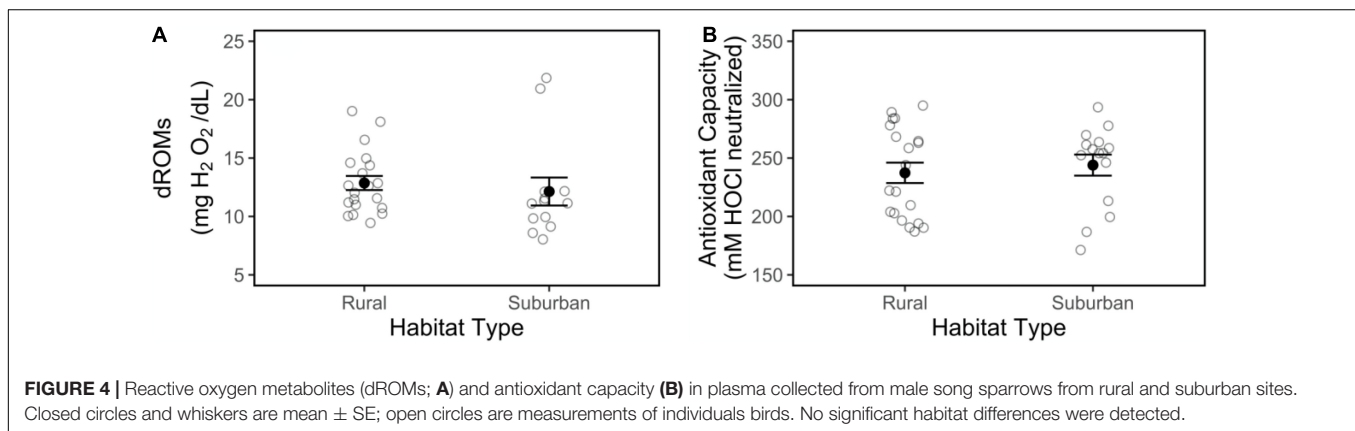 A
25
20
15
10
5
dROMs
(mg H₂ O₂ /dL)
Rural
Suburban
Habitat Type
B
350
300
250
200
150
Antioxidant Capacity
(mM HOCl neutralized)
Rural
Suburban
Habitat Type
FIGURE 4 | Reactive oxygen metabolites (dROMs; A) and antioxidant capacity (B) in plasma collected from male song sparrows from rural and suburban sites.
Closed circles and whiskers are mean ± SE; open circles are measurements of individuals birds. No significant habitat differences were detected.